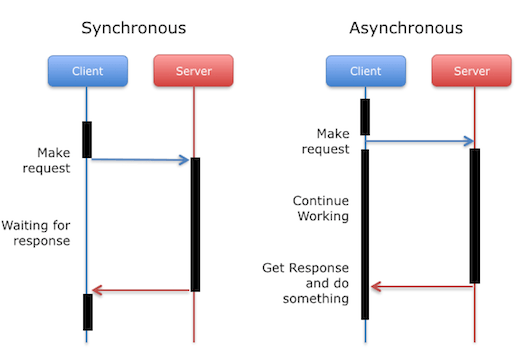 Synchronous
Client
Server
Make
request
Waiting for
response
Asynchronous
Client
Server
Make
request
Continue
Working
Get Response
and do
something